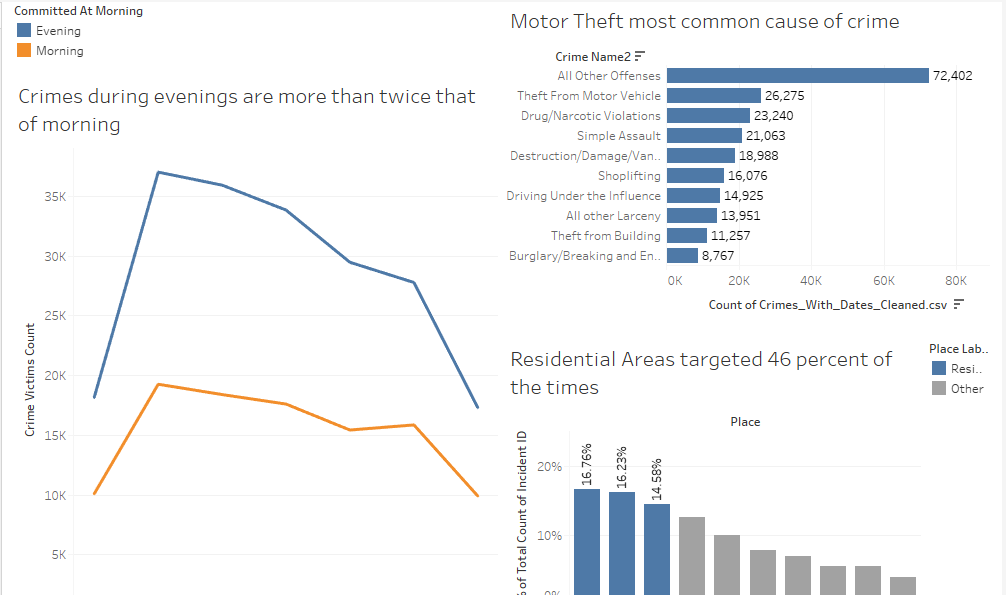 Committed At Morning
Evening
Morning
Crimes during evenings are more than twice that
of morning
35K
30K
25K
20K
15K
10K
5K
Crime Victims Count
Motor Theft most common cause of crime
Crime Name2
All Other Offenses 72,402
Theft From Motor Vehicle 26,275
Drug/Narcotic Violations 23,240
Simple Assault 21,063
Destruction/Damage/Van.. 18,988
Shoplifting 16,076
Driving Under the Influence 14,925
All other Larceny 13,951
Theft from Building 11,257
Burglary/Breaking and En.. 8,767
0K 20K 40K 60K 80K
Count of Crimes_With_Dates_Cleaned.csv
Residential Areas targeted 46 percent of
the times
Place Lab..
Resi..
Other
Place
20%
10%
of Total Count of Incident ID
16.76%
16.23%
14.58%